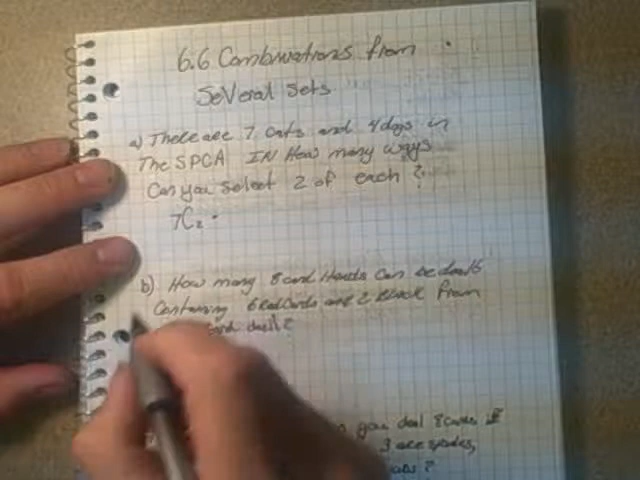 6.6 Combinations from
Several Sets
a) There are 7 cats and 4 dogs in
The SPCA IN How many ways
Can you select 2 of each?
7C2 ·
b) How many 8 card Hands can be dealt
Containing 6 Red Cards and 2 Black from
card deck?
you deal 8 cards if
3 are spades,